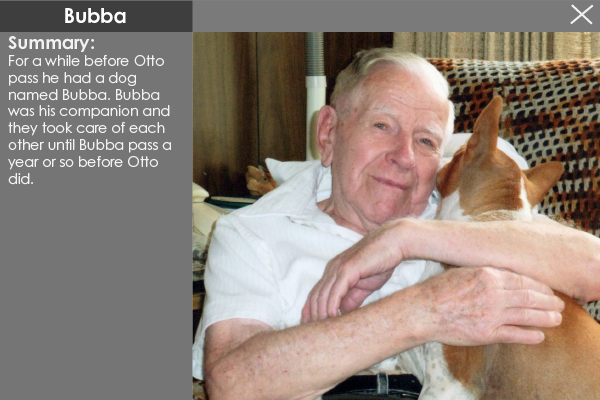 Bubba
Summary:
For a while before Otto
pass he had a dog
named Bubba. Bubba
was his companion and
they took care of each
other until Bubba pass a
year or so before Otto
did.